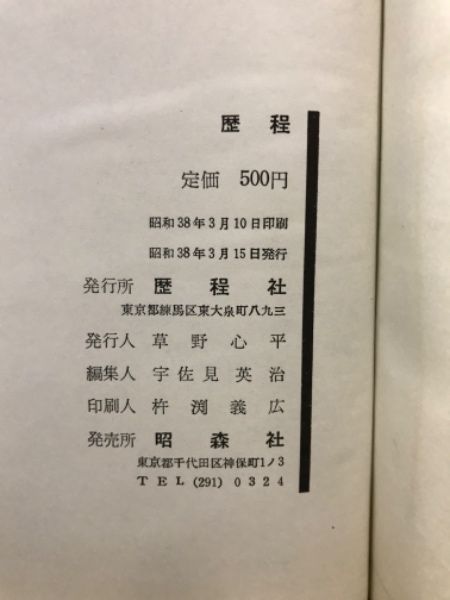 歴程
定価 500円
昭和38年3月10日印刷
昭和38年3月15日発行
発行所 歴程社
東京都練馬区東大泉町八九三
発行人 草野心平
編集人 宇佐見英治
印刷人 杵渕義広
発売所 昭森社
東京都千代田区神保町1ノ3
TEL (291) 0324